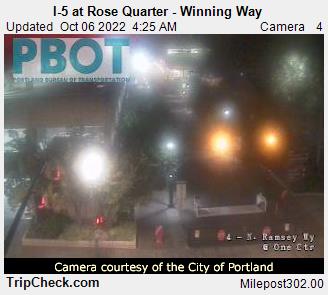 I-5 at Rose Quarter - Winning Way
Updated Oct 06 2022 4:25 AM Camera 4
PBOT
PORTLAND BUREAU OF TRANSPORTATION
4 - N. Ramsey Wy
@ One Ctr
Camera courtesy of the City of Portland
TripCheck.com Milepost302.00